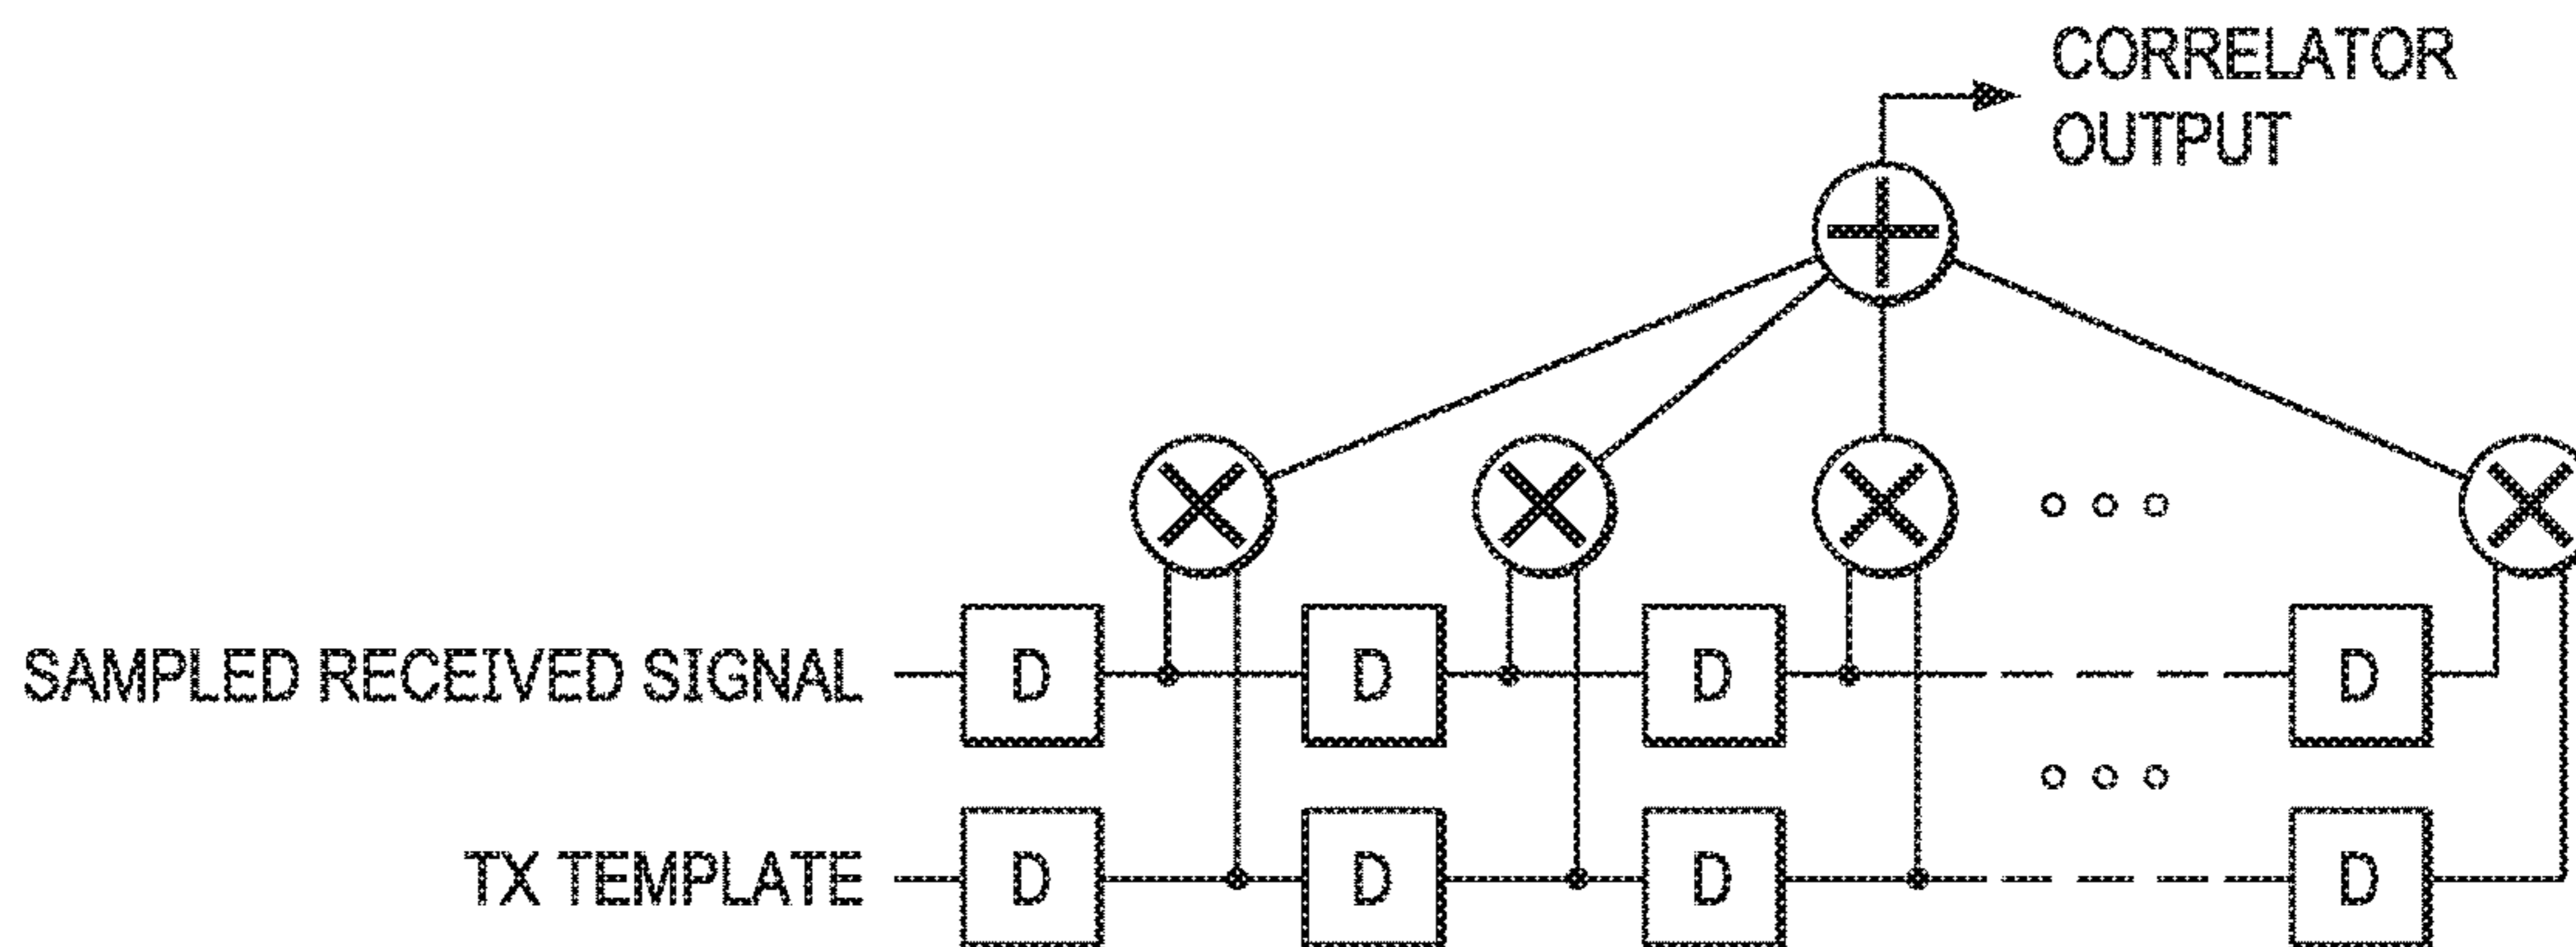 CORRELATOR
OUTPUT
SAMPLED RECEIVED SIGNAL D D D D
TX TEMPLATE D D D D